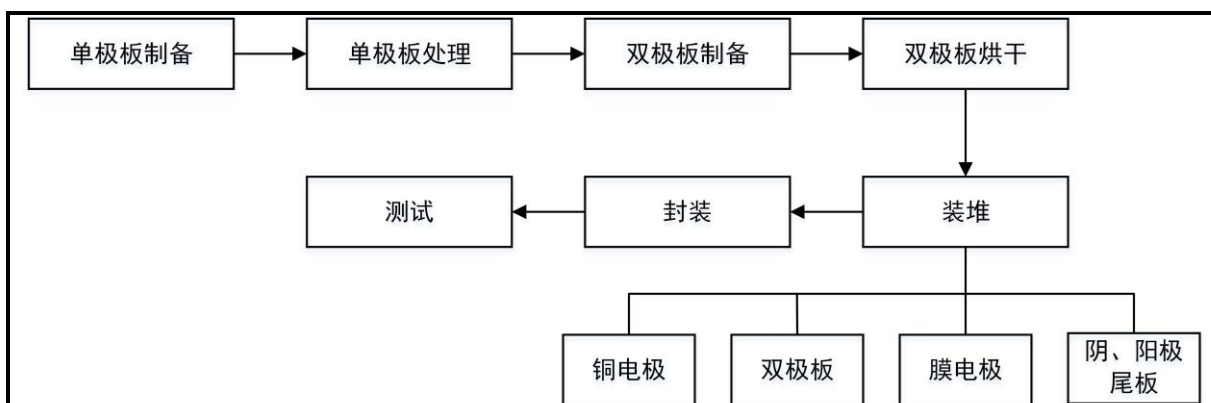 单极板制备
单极板处理
双极板制备
双极板烘干
测试
封装
装堆
铜电极
双极板
膜电极
阴、阳极
尾板